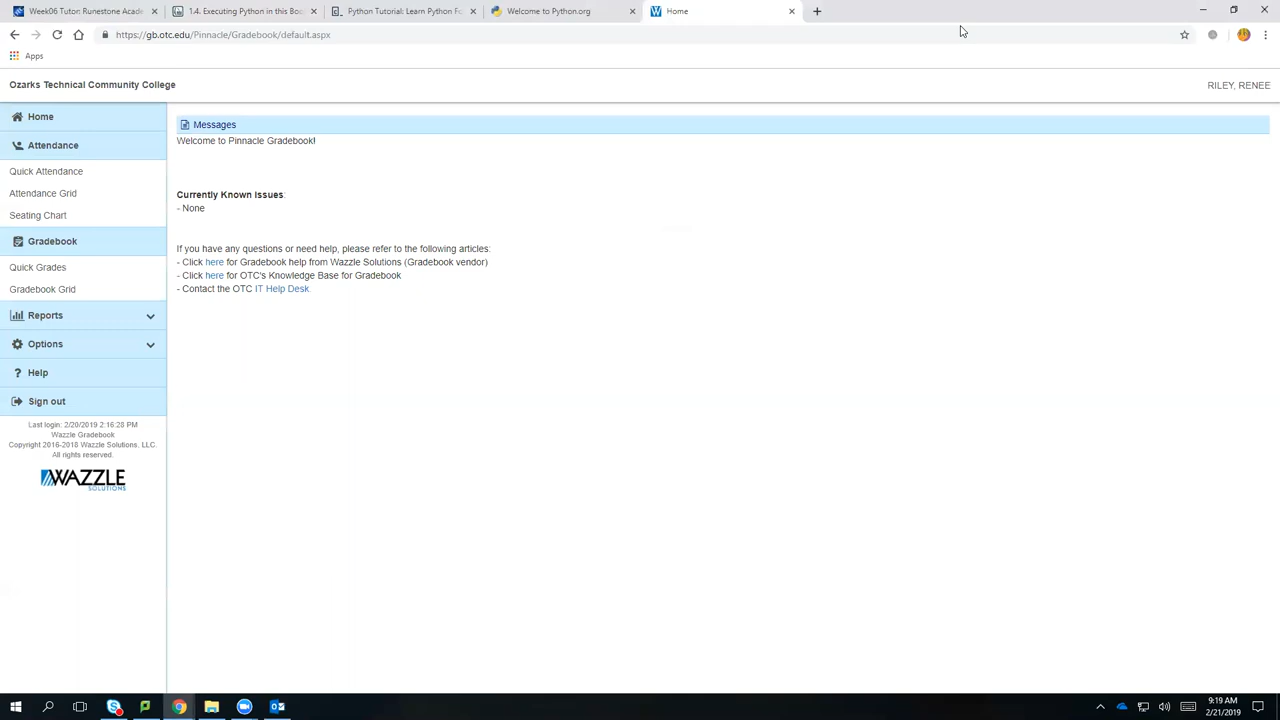 Week06 Tutor: Runestone Acade
1.4. Executing Python in this Boo
Python Tutorial: Learn Python Fo
Welcome to Python.org
Home
https://gb.otc.edu/Pinnacle/Gradebook/default.aspx
Apps
Ozarks Technical Community College
RILEY, RENEE
Home
Attendance
Quick Attendance
Attendance Grid
Seating Chart
Gradebook
Quick Grades
Gradebook Grid
Reports
Options
Help
Sign out
Last login: 2/20/2019 2:16:28 PM
Wazzle Gradebook
Copyright 2016-2018 Wazzle Solutions, LLC.
All rights reserved.
WAZZLE
SOLUTIONS
Messages
Welcome to Pinnacle Gradebook!
Currently Known issues:
- None
If you have any questions or need help, please refer to the following articles:
- Click here for Gradebook help from Wazzle Solutions (Gradebook vendor)
- Click here for OTC's Knowledge Base for Gradebook
- Contact the OTC IT Help Desk.
9:19 AM
2/21/2019